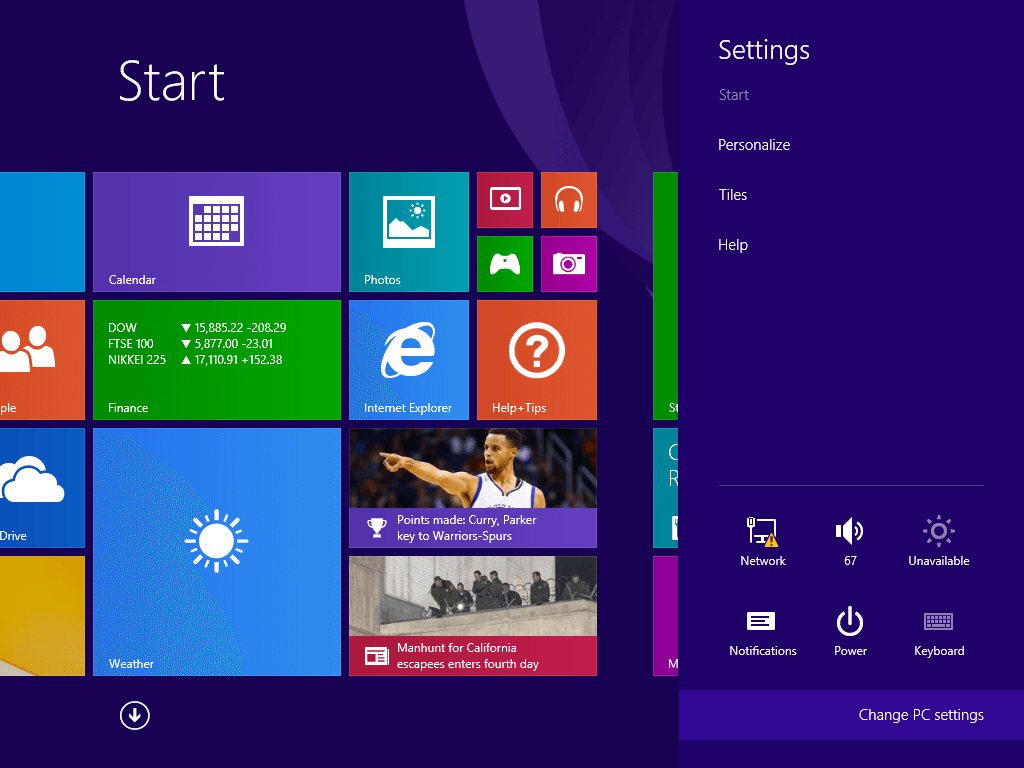 Start
Calendar
Photos
ple
DOW ▼ 15,885.22 -208.29
FTSE 100 ▼ 5,877.00 -23.01
NIKKEI 225 ▲ 17,110.91 +152.38
Finance
Internet Explorer
Help+Tips
St
Drive
Points made: Curry, Parker
key to Warriors-Spurs
C
R
Weather
Manhunt for California
escapees enters fourth day
M
Settings
Start
Personalize
Tiles
Help
Network
67
Unavailable
Notifications
Power
Keyboard
Change PC settings